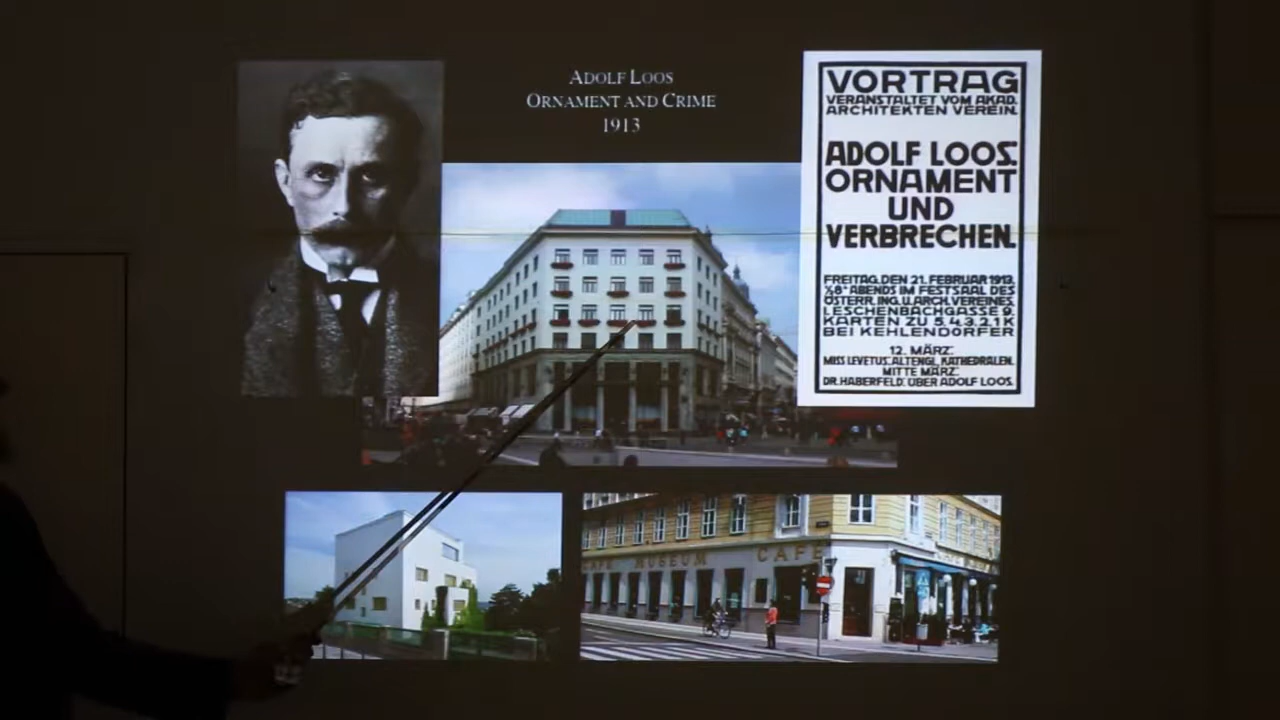 ADOLF LOOS
ORNAMENT AND CRIME
1913
VORTRAG
VERANSTALTET VOM AKAD.
ARCHITEKTEN VEREIN.
ADOLF LOOS:
ORNAMENT
UND
VERBRECHEN.
FREITAG, DEN 21. FEBRUAR 1913,
½8ʰ ABENDS IM FESTSAAL DES
ÖSTERR. ING. U. ARCH. VEREINES,
I. ESCHENBACHGASSE 9.
KARTEN ZU 5, 4, 3, 2, 1 K
BEI KEHLENDORFER
12. MÄRZ:
MISS LEVETUS: ALTENGL. KATHEDRALEN.
MITTE MÄRZ:
DR. HABERFELD: ÜBER ADOLF LOOS.
CAFE MUSEUM CAFE